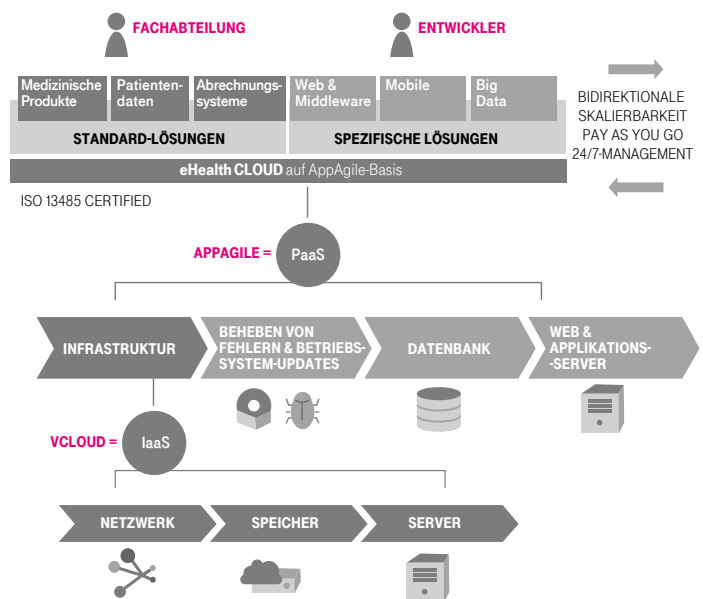 FACHABTEILUNG
ENTWICKLER
Medizinische
Produkte
Patienten-
daten
Abrechnungs-
systeme
Web &
Middleware
Mobile
Big
Data
STANDARD-LÖSUNGEN
SPEZIFISCHE LÖSUNGEN
eHealth CLOUD auf AppAgile-Basis
BIDIREKTIONALE
SKALIERBARKEIT
PAY AS YOU GO
24/7-MANAGEMENT
ISO 13485 CERTIFIED
APPAGILE =
PaaS
INFRASTRUKTUR
BEHEBEN VON
FEHLERN & BETRIEBS-
SYSTEM-UPDATES
DATENBANK
WEB &
APPLIKATIONS-
-SERVER
VCLOUD =
IaaS
NETZWERK
SPEICHER
SERVER